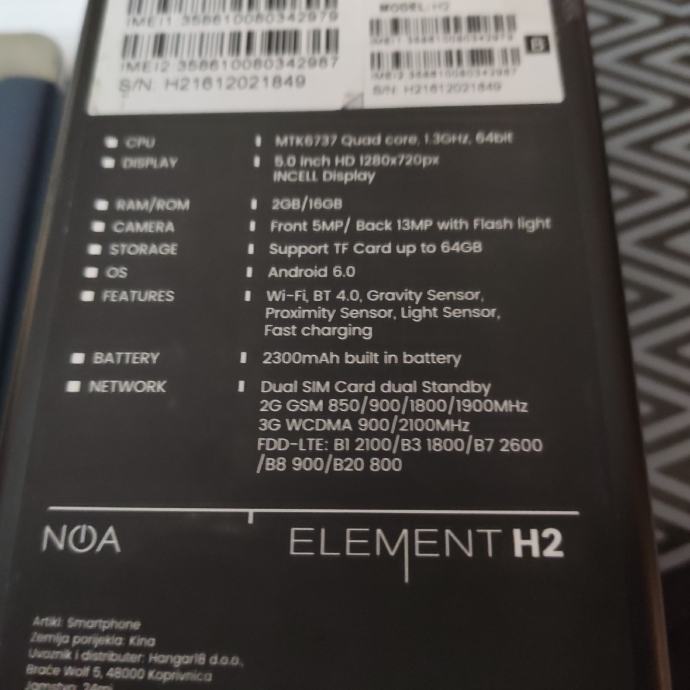 IMEI1 358610080342979
MODEL: H2
IMEI2 358610080342987
S/N: H21612021849
IMEI1 358610080342979
IMEI2 358610080342987
S/N: H21612021849
B
CPU MTK6737 Quad core, 1.3GHz, 64bit
DISPLAY 5.0 inch HD 1280x720px
INCELL Display
RAM/ROM 2GB/16GB
CAMERA Front 5MP/ Back 13MP with Flash light
STORAGE Support TF Card up to 64GB
OS Android 6.0
FEATURES Wi-Fi, BT 4.0, Gravity Sensor,
Proximity Sensor, Light Sensor,
Fast charging
BATTERY 2300mAh built in battery
NETWORK Dual SIM Card dual Standby
2G GSM 850/900/1800/1900MHz
3G WCDMA 900/2100MHz
FDD-LTE: B1 2100/B3 1800/B7 2600
/B8 900/B20 800
NOA ELEMENT H2
Artikl: Smartphone
Zemlja porijekla: Kina
Uvoznik i distributer: Hangar18 d.o.o.,
Braće Wolf 5, 48000 Koprivnica
Jamstvo: